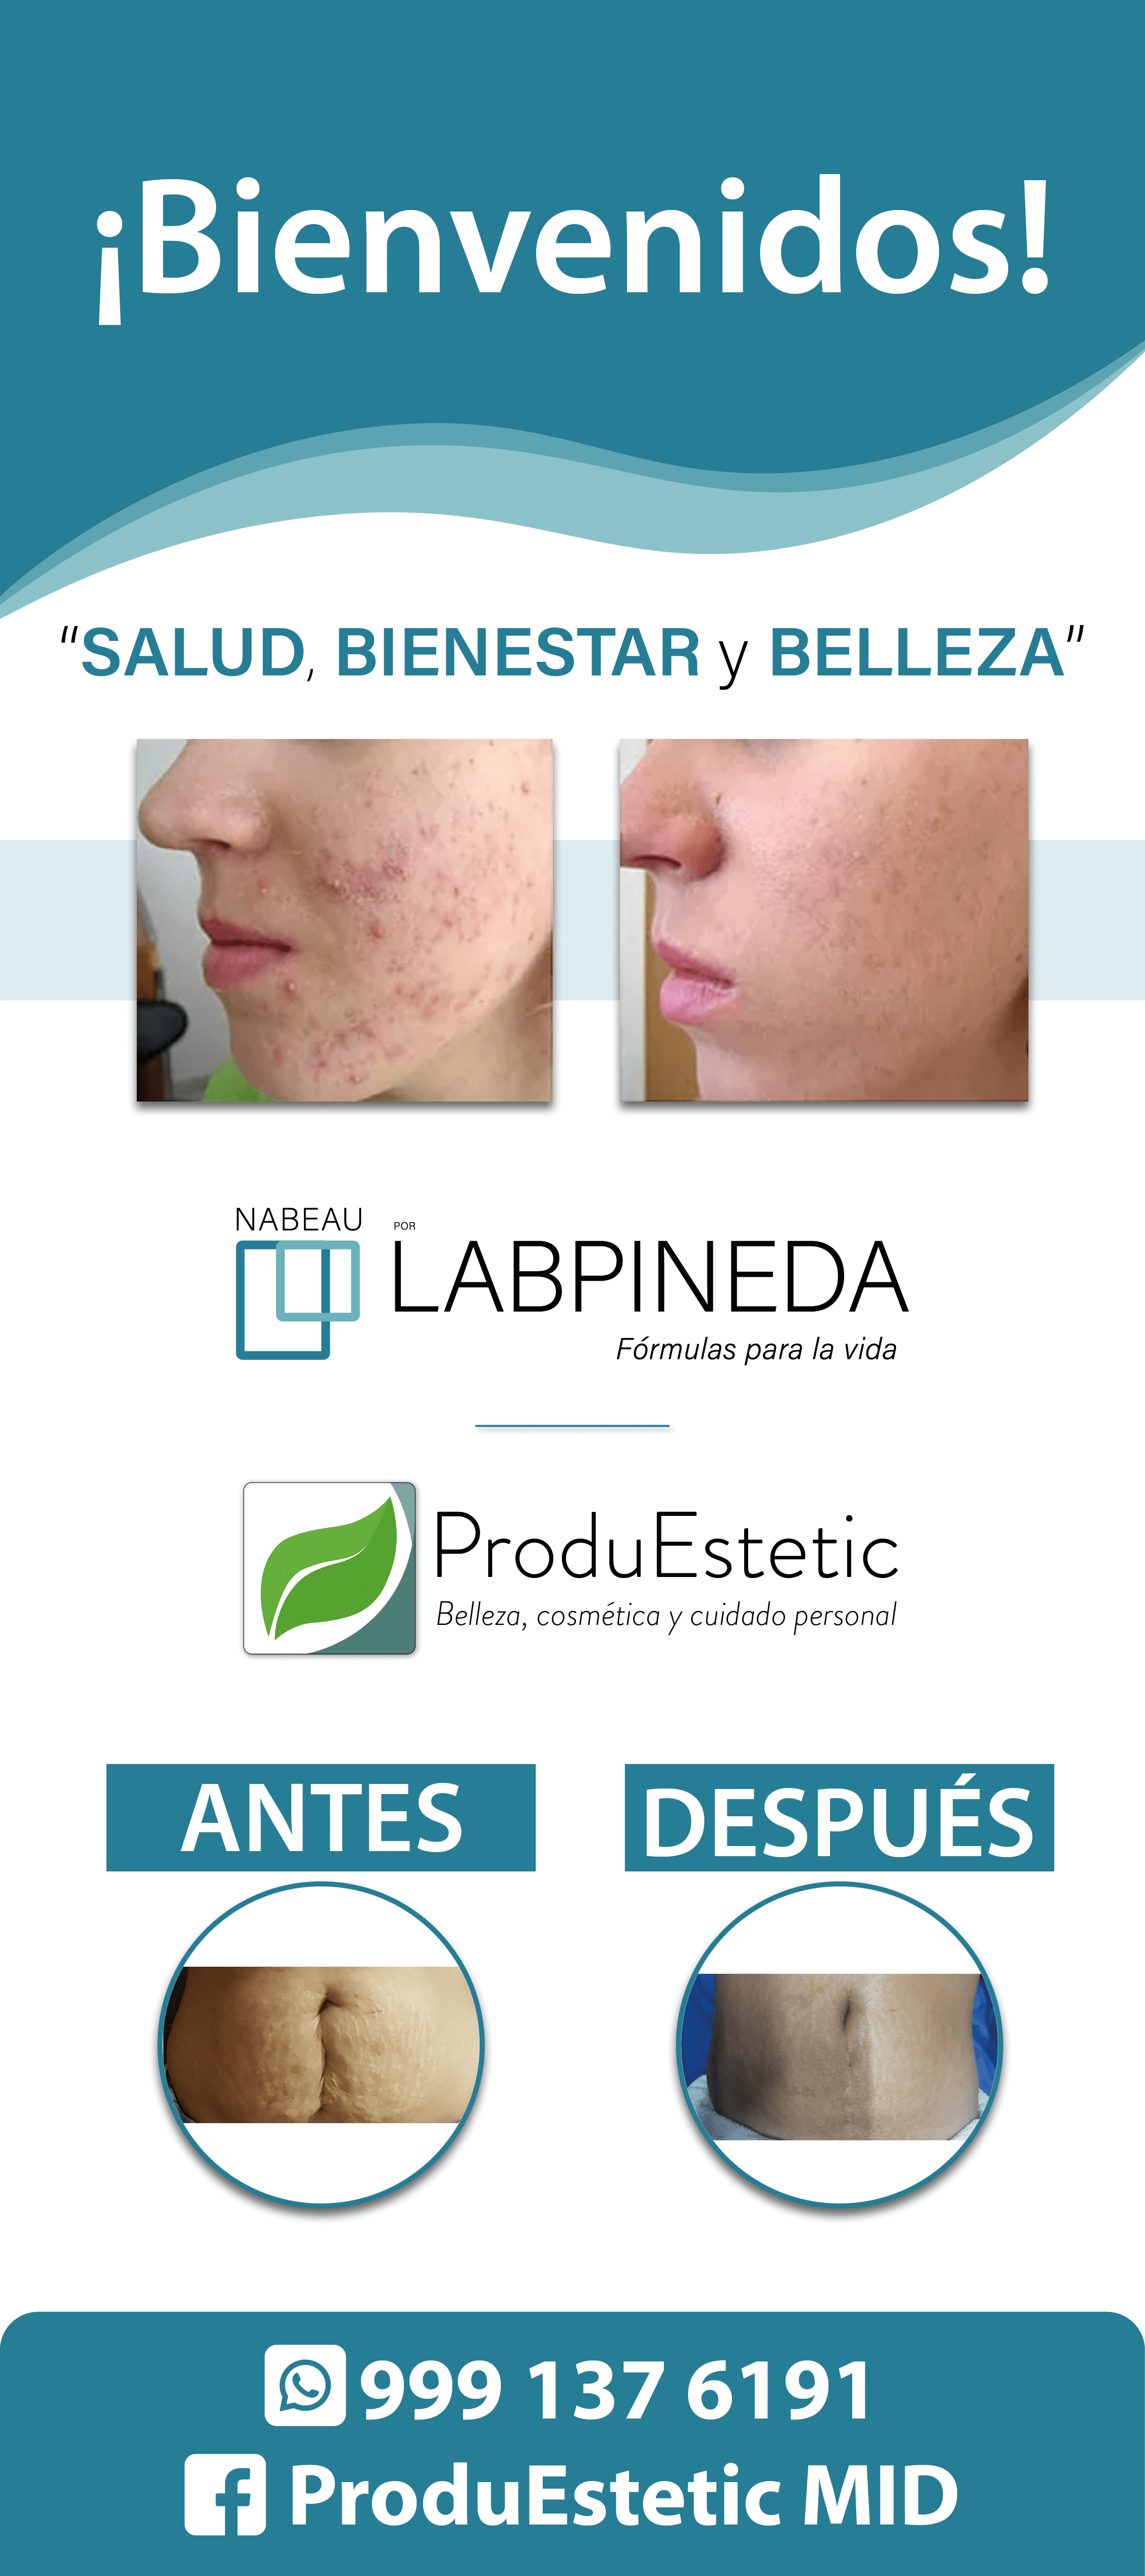 ¡Bienvenidos!
“SALUD, BIENESTAR y BELLEZA”
NABEAU
POR
LABPINEDA
Fórmulas para la vida
ProduEstetic
Belleza, cosmética y cuidado personal
ANTES
DESPUÉS
999 137 6191
ProduEstetic MID